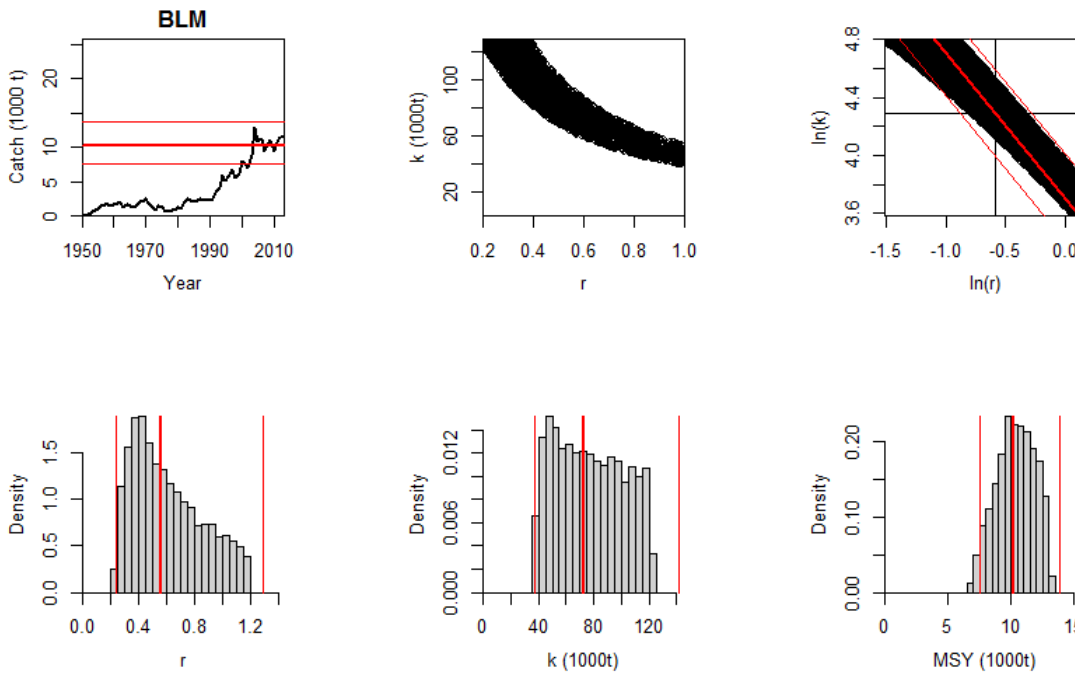 BLM
Catch (1000 t)
0 5 10 20
1950 1970 1990 2010
Year
k (1000t)
20 60 100
0.2 0.4 0.6 0.8 1.0
r
ln(k)
3.6 4.0 4.4 4.8
-1.5 -1.0 -0.5 0.0
ln(r)
Density
0.0 0.5 1.0 1.5
0.0 0.4 0.8 1.2
r
Density
0.000 0.006 0.012
0 40 80 120
k (1000t)
Density
0.00 0.10 0.20
0 5 10 15
MSY (1000t)